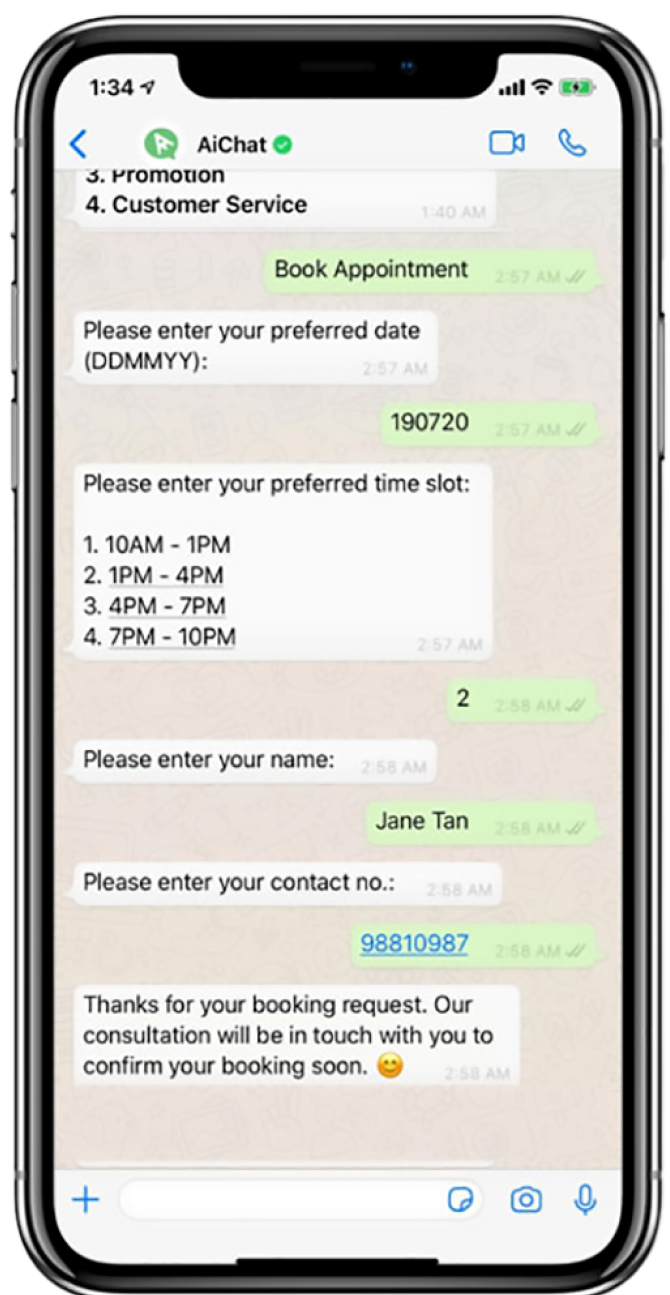 1:34
AiChat
3. Promotion
4. Customer Service
1:40 AM
Book Appointment
2:57 AM
Please enter your preferred date
(DDMMYY):
2:57 AM
190720
2:57 AM
Please enter your preferred time slot:
1. 10AM - 1PM
2. 1PM - 4PM
3. 4PM - 7PM
4. 7PM - 10PM
2:57 AM
2
2:58 AM
Please enter your name:
2:58 AM
Jane Tan
2:58 AM
Please enter your contact no.:
2:58 AM
98810987
2:58 AM
Thanks for your booking request. Our
consultation will be in touch with you to
confirm your booking soon. 😊
2:58 AM